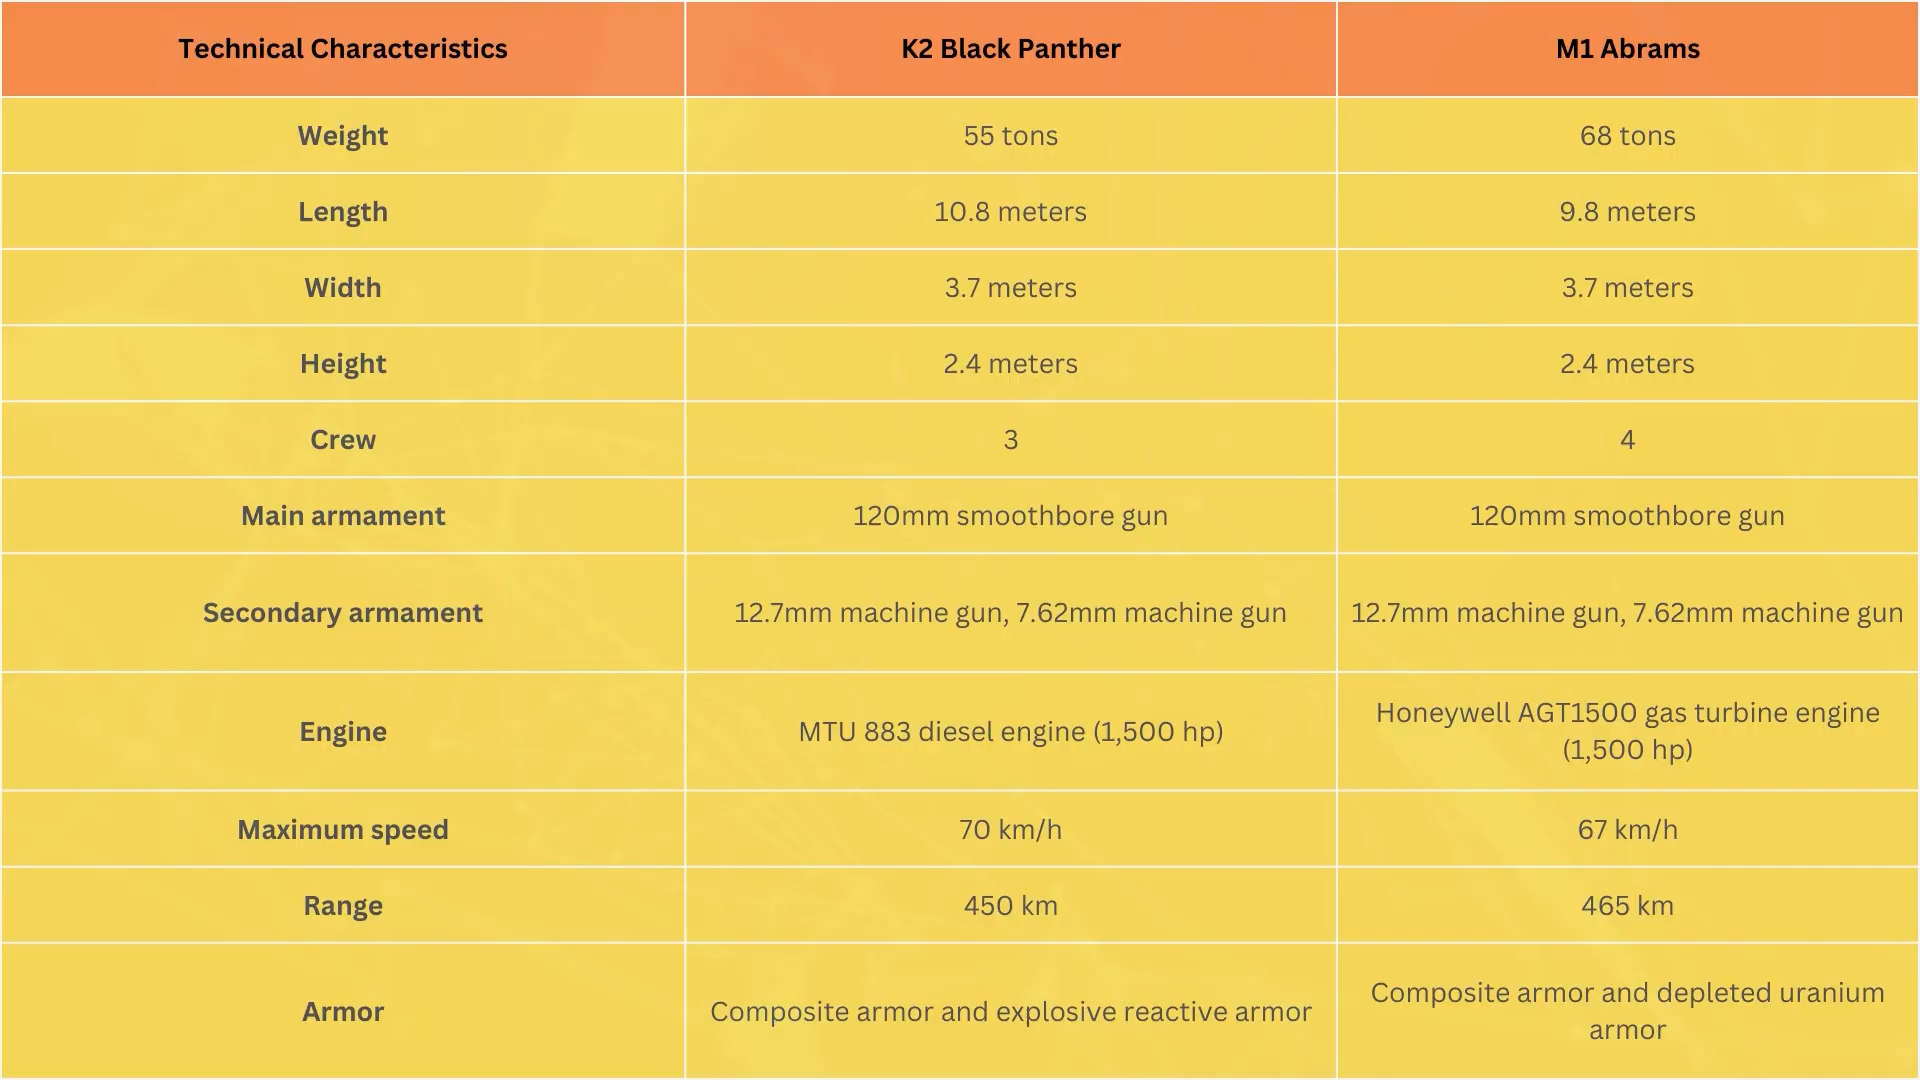 Technical Characteristics K2 Black Panther M1 Abrams
Weight 55 tons 68 tons
Length 10.8 meters 9.8 meters
Width 3.7 meters 3.7 meters
Height 2.4 meters 2.4 meters
Crew 3 4
Main armament 120mm smoothbore gun 120mm smoothbore gun
Secondary armament 12.7mm machine gun, 7.62mm machine gun 12.7mm machine gun, 7.62mm machine gun
Engine MTU 883 diesel engine (1,500 hp) Honeywell AGT1500 gas turbine engine
(1,500 hp)
Maximum speed 70 km/h 67 km/h
Range 450 km 465 km
Armor Composite armor and explosive reactive armor Composite armor and depleted uranium
armor